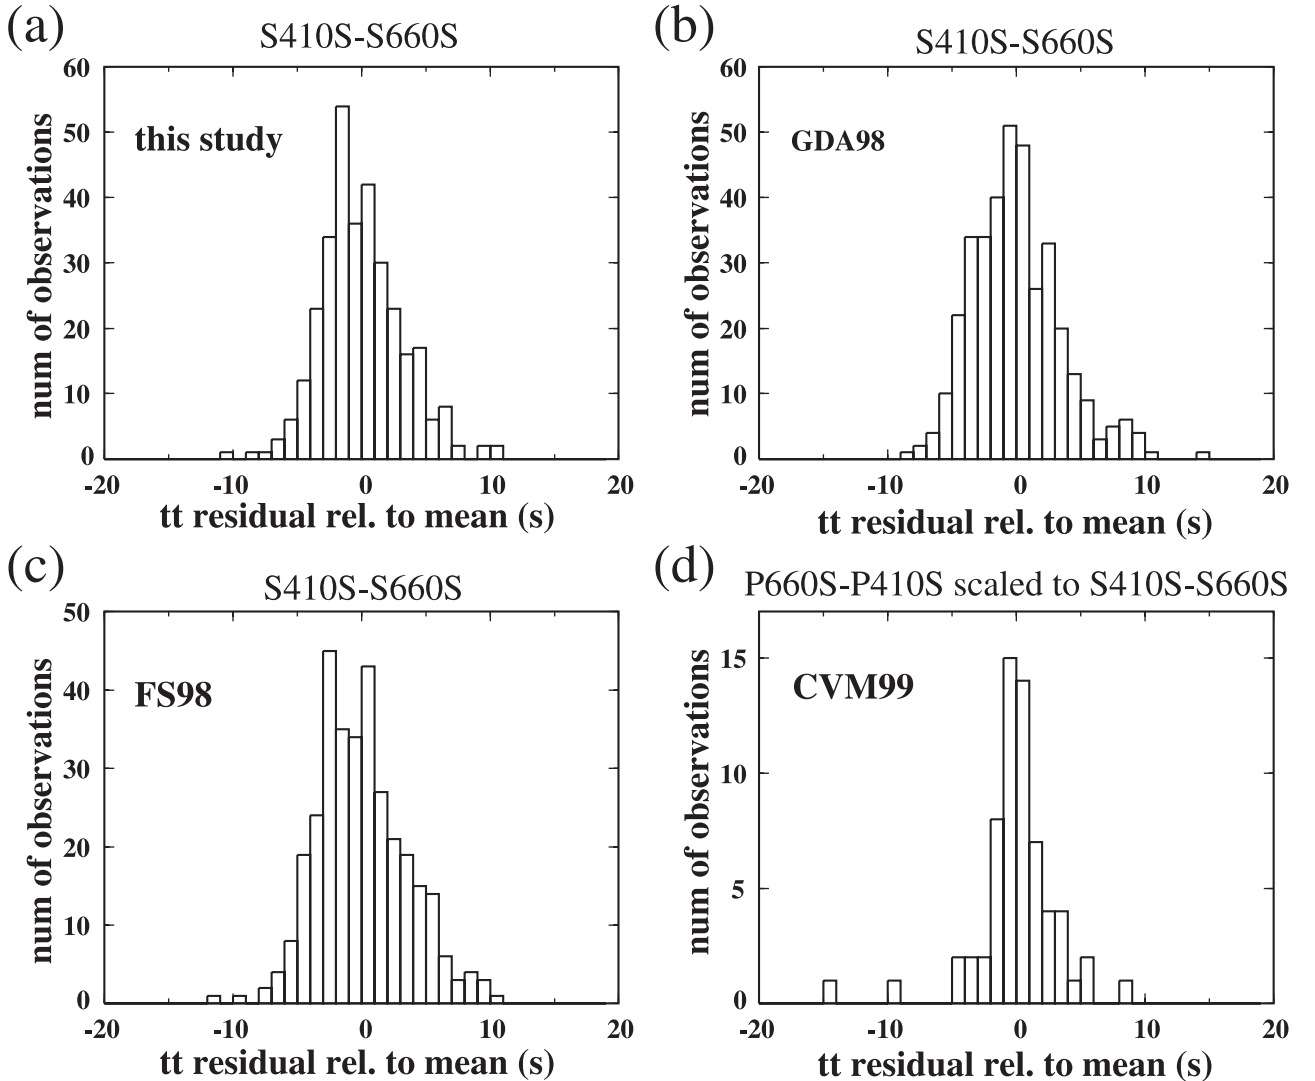 (a)
S410S-S660S
this study
num of observations
60
50
40
30
20
10
0
-20 -10 0 10 20
tt residual rel. to mean (s)
(b)
S410S-S660S
GDA98
num of observations
60
50
40
30
20
10
0
-20 -10 0 10 20
tt residual rel. to mean (s)
(c)
S410S-S660S
FS98
num of observations
50
40
30
20
10
0
-20 -10 0 10 20
tt residual rel. to mean (s)
(d)
P660S-P410S scaled to S410S-S660S
CVM99
num of observations
15
10
5
0
-20 -10 0 10 20
tt residual rel. to mean (s)